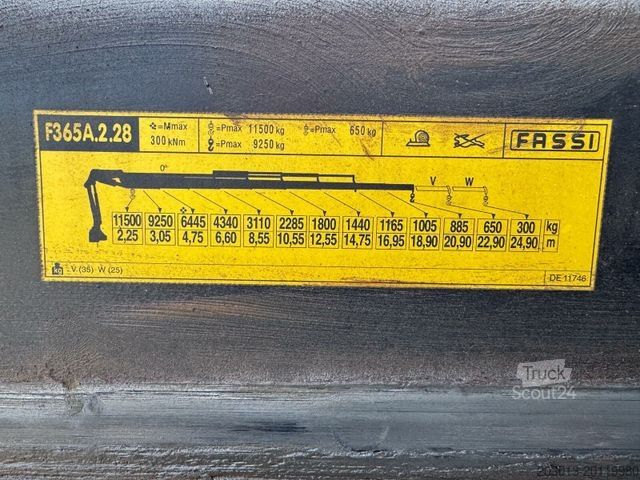 F365A.2.28 =Mmax 300 kNm =Pmax 11500 kg =Pmax 650 kg =Pmax 9250 kg FASSI
0°
V W
11500 9250 6445 4340 3110 2285 1800 1440 1165 1005 885 650 300 kg
2,25 3,05 4,75 6,60 8,55 10,55 12,55 14,75 16,95 18,90 20,90 22,90 24,90 m
kg - V (35) W (25) DE 11746
Truck
Scout24